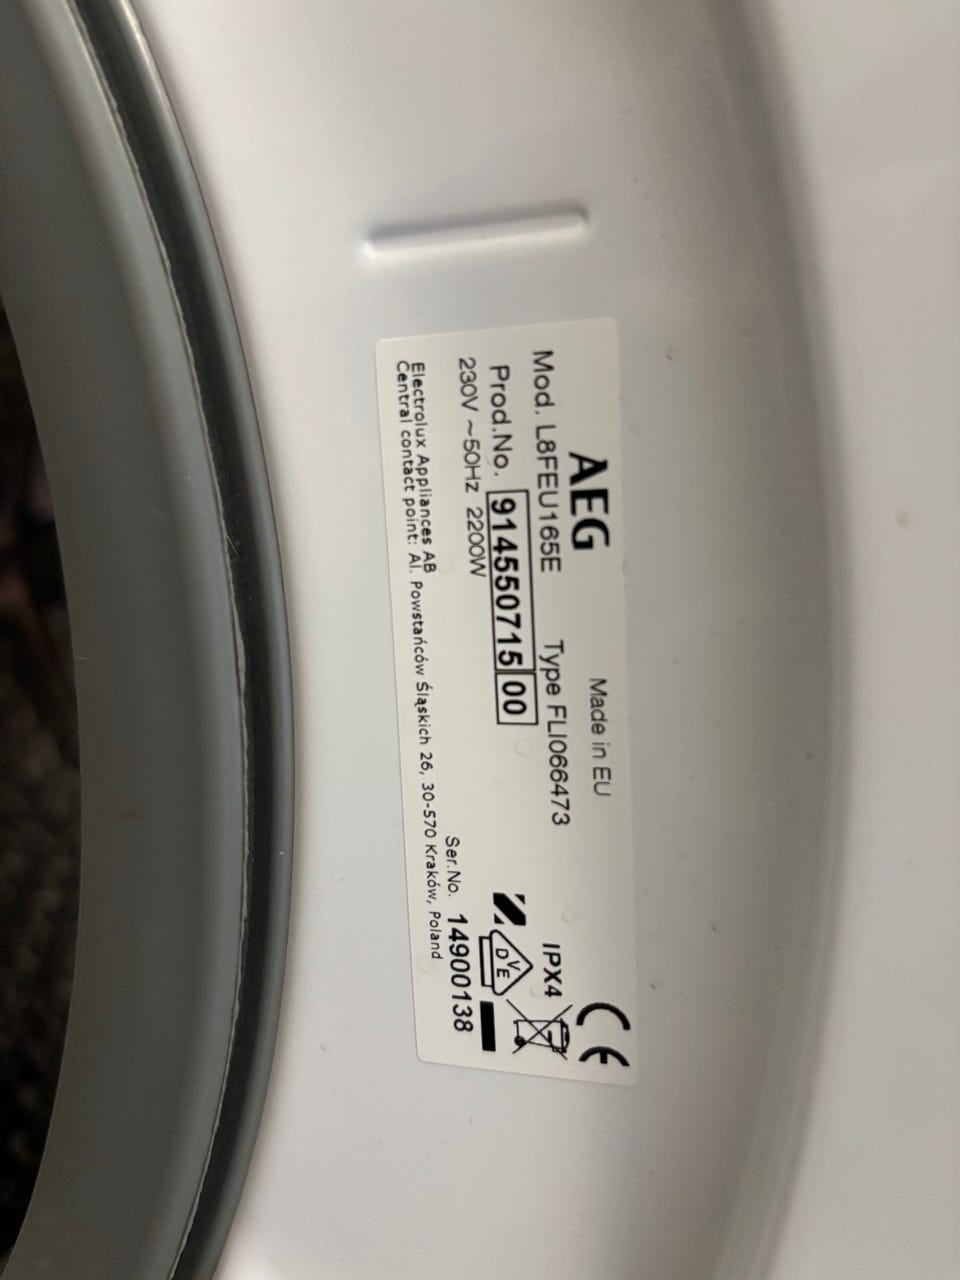 AEG Made in EU
Mod. L8FEU165E Type FLI066473 IPX4
Prod.No. 914550715 00
230V ~50Hz 2200W
DVE
Ser.No. 14900138
Electrolux Appliances AB
Central contact point: Al. Powstańców Śląskich 26, 30-570 Kraków, Poland
CE